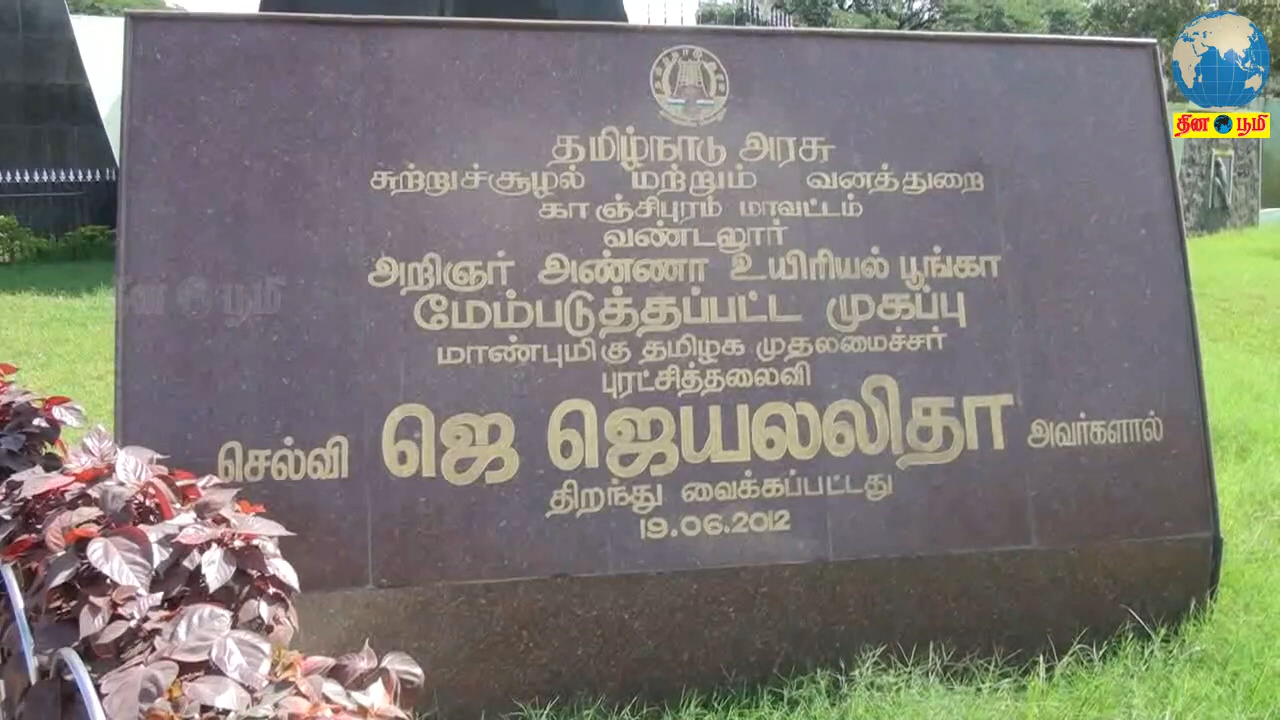 தமிழ்நாடு அரசு
சுற்றுச்சூழல் மற்றும் வனத்துறை
காஞ்சிபுரம் மாவட்டம்
வண்டலூர்
அறிஞர் அண்ணா உயிரியல் பூங்கா
மேம்படுத்தப்பட்ட முகப்பு
மாண்புமிகு தமிழக முதலமைச்சர்
புரட்சித்தலைவி
செல்வி ஜெ ஜெயலலிதா அவர்களால்
திறந்து வைக்கப்பட்டது
19.06.2012
தின பூமி
தின பூமி